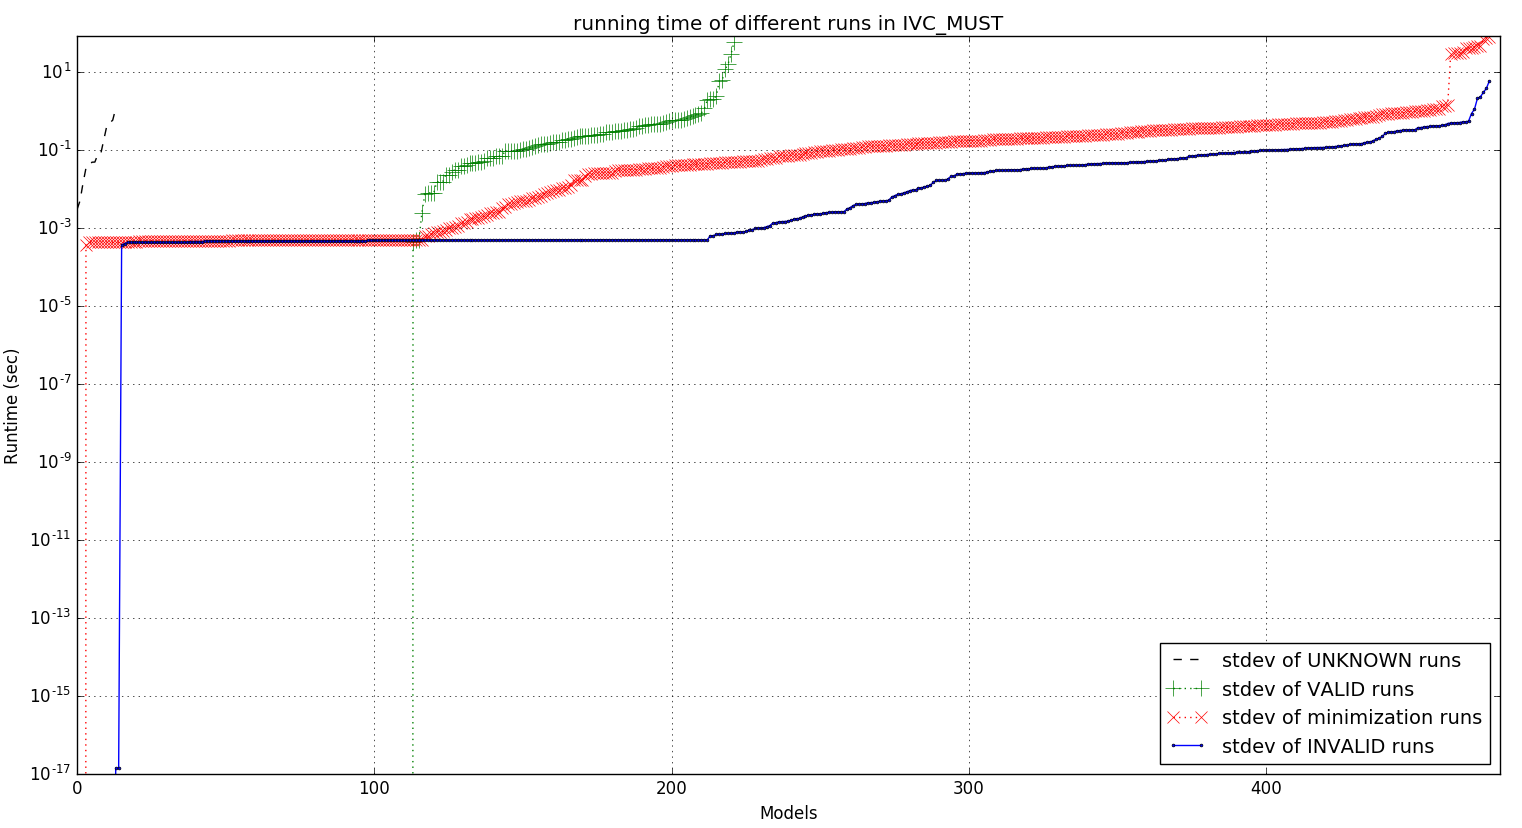 running time of different runs in IVC_MUST
Runtime (sec)
10^1
10^-1
10^-3
10^-5
10^-7
10^-9
10^-11
10^-13
10^-15
10^-17
stdev of UNKNOWN runs
stdev of VALID runs
stdev of minimization runs
stdev of INVALID runs
0 100 200 300 400
Models